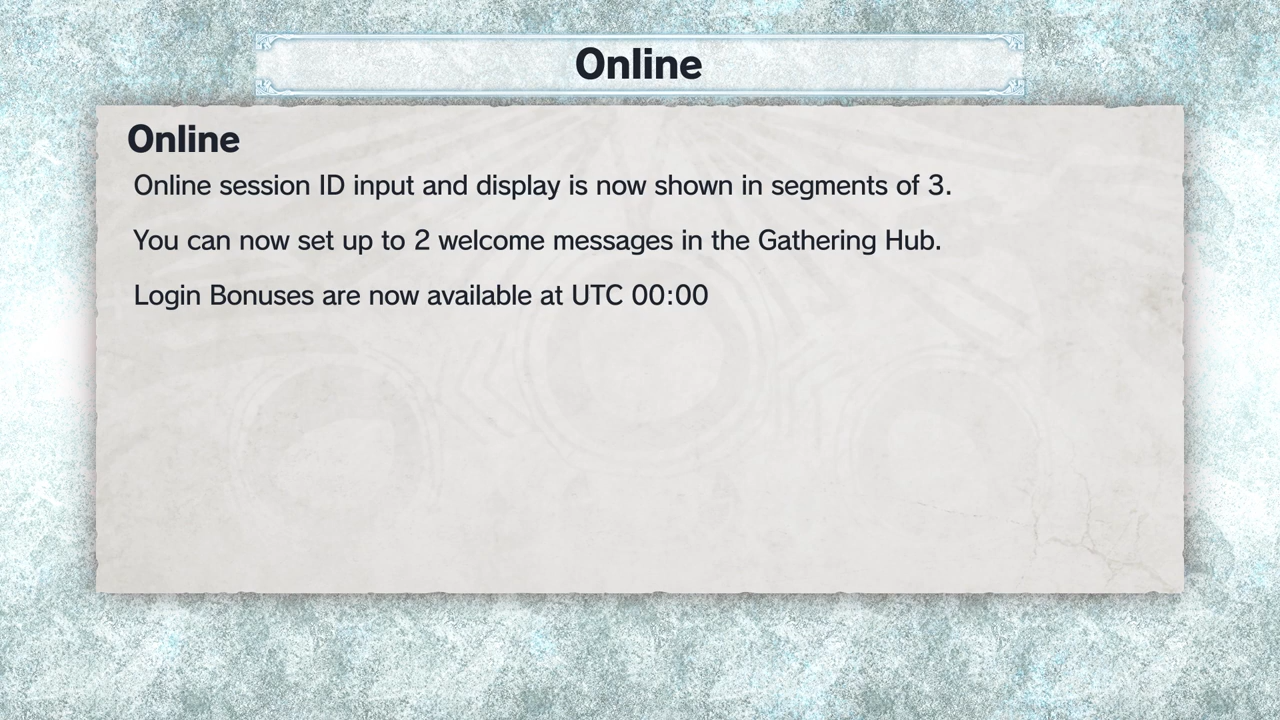 Online
Online
Online session ID input and display is now shown in segments of 3.
You can now set up to 2 welcome messages in the Gathering Hub.
Login Bonuses are now available at UTC 00:00